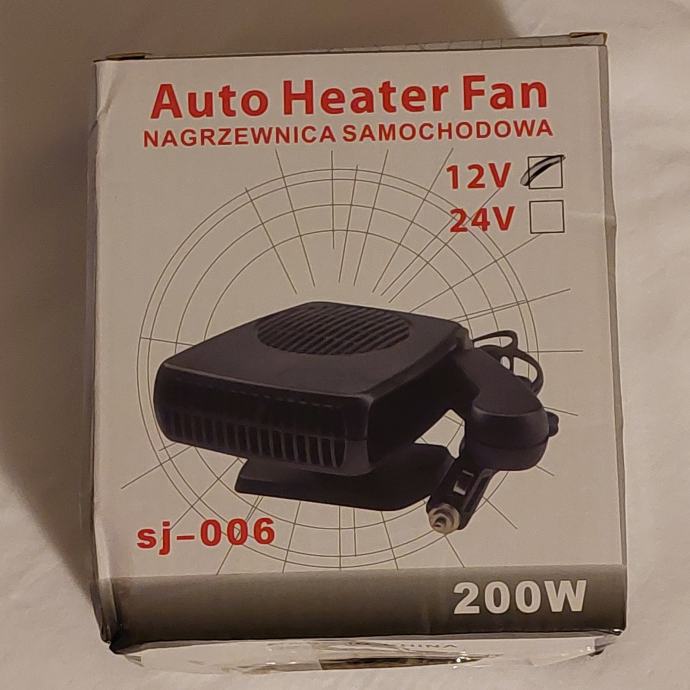 Auto Heater Fan
NAGRZEWNICA SAMOCHODOWA
12V
24V
sj-006
200W